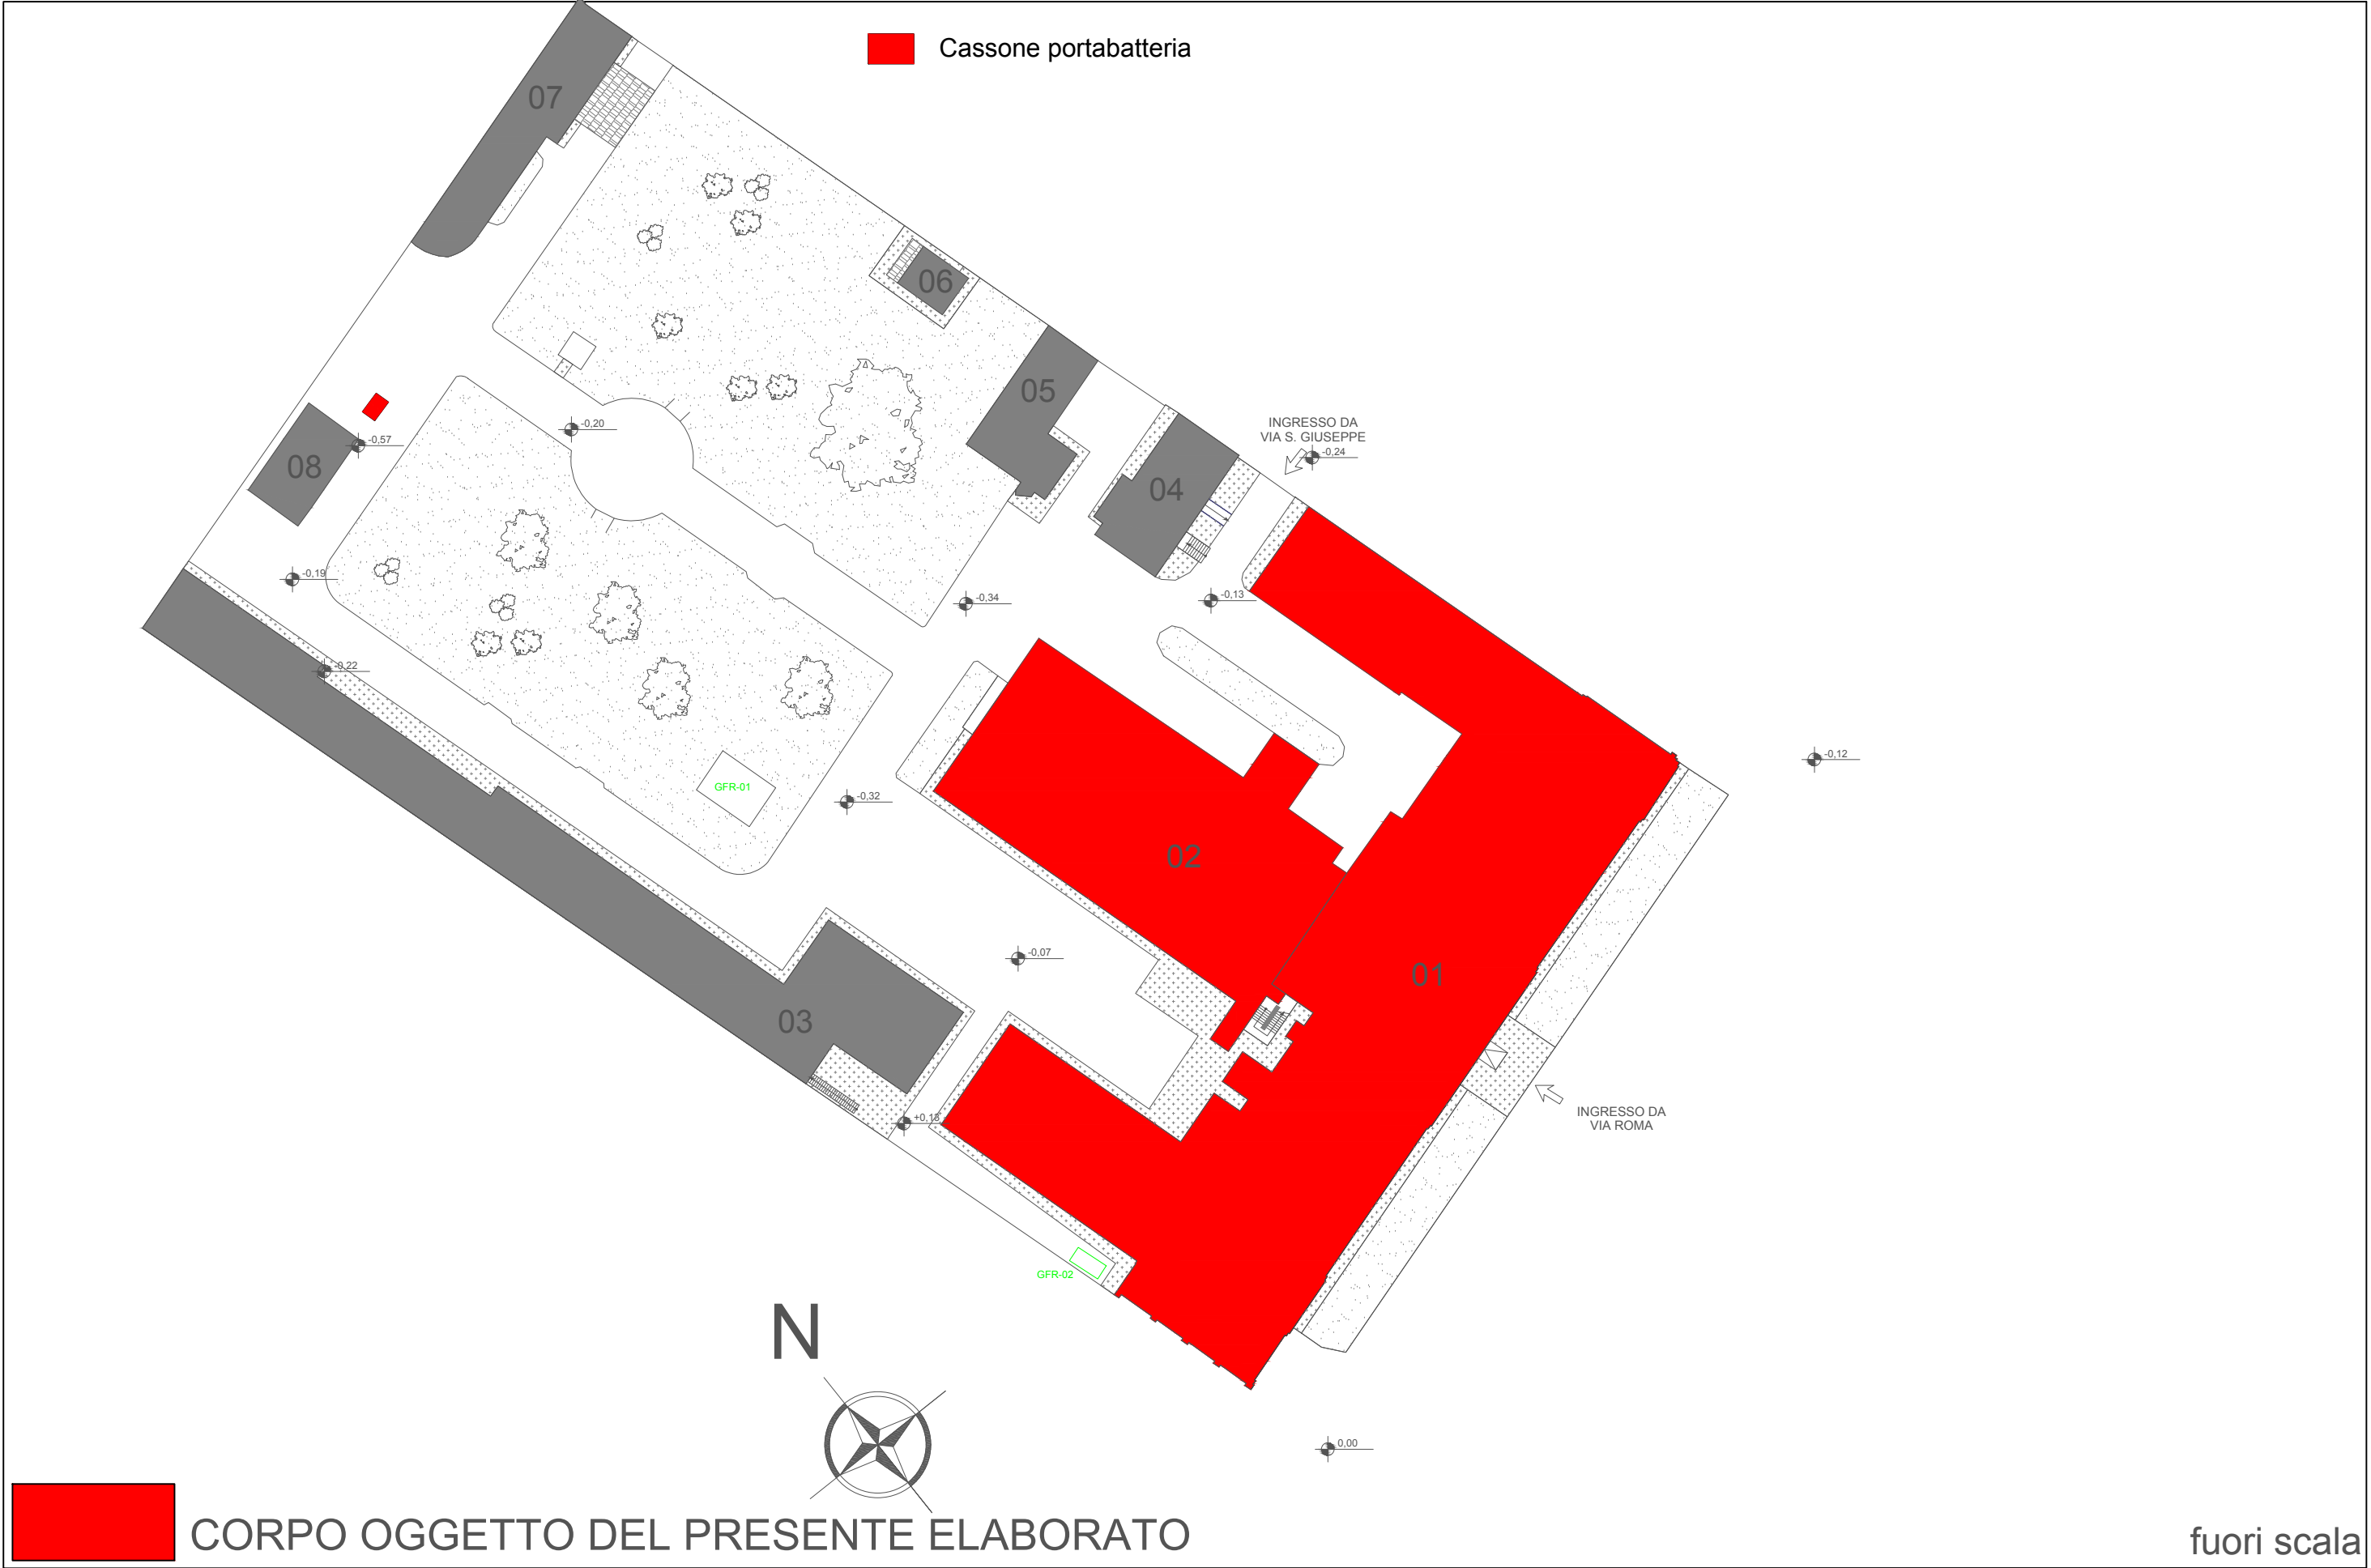 Cassone portabatteria
07
06
05
INGRESSO DA
VIA S. GIUSEPPE
-0,20
-0,57
-0,24
08
04
-0,19
-0,13
-0,34
-0,22
-0,12
GFR-01
-0,32
02
-0,07
01
03
+0,18
INGRESSO DA
VIA ROMA
GFR-02
N
0,00
CORPO OGGETTO DEL PRESENTE ELABORATO
fuori scala